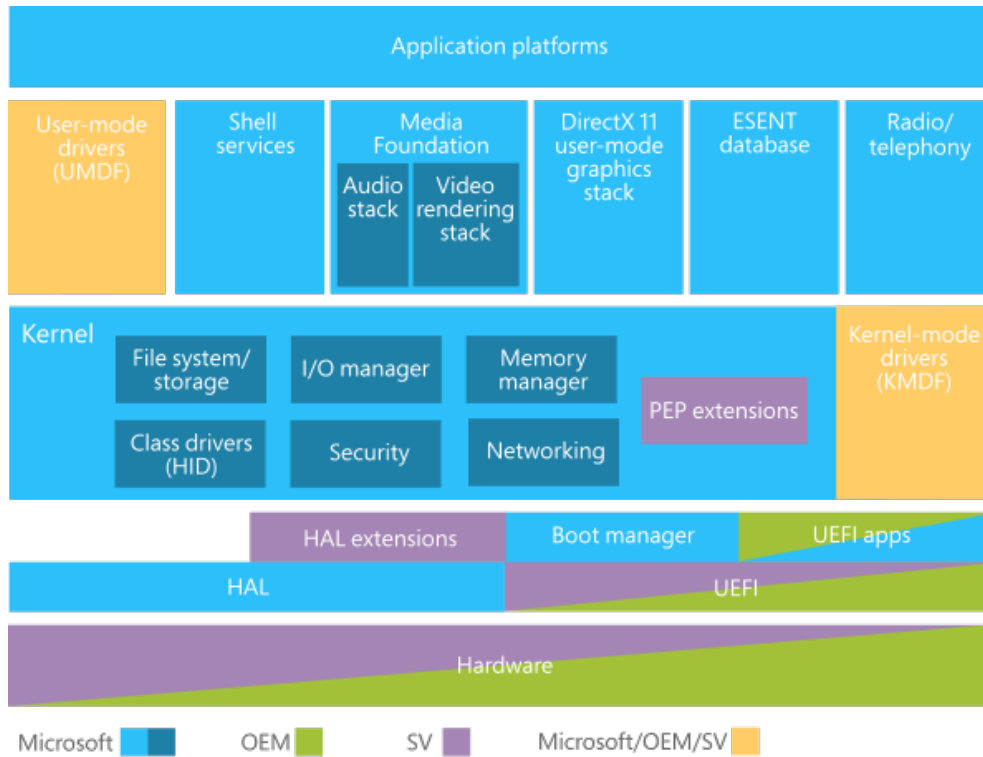 Application platforms
User-mode
drivers
(UMDF)
Shell
services
Media
Foundation
Audio
stack
Video
rendering
stack
DirectX 11
user-mode
graphics
stack
ESENT
database
Radio/
telephony
Kernel
File system/
storage
I/O manager
Memory
manager
PEP extensions
Class drivers
(HID)
Security
Networking
Kernel-mode
drivers
(KMDF)
HAL extensions
Boot manager
UEFI apps
HAL
UEFI
Hardware
Microsoft
OEM
SV
Microsoft/OEM/SV